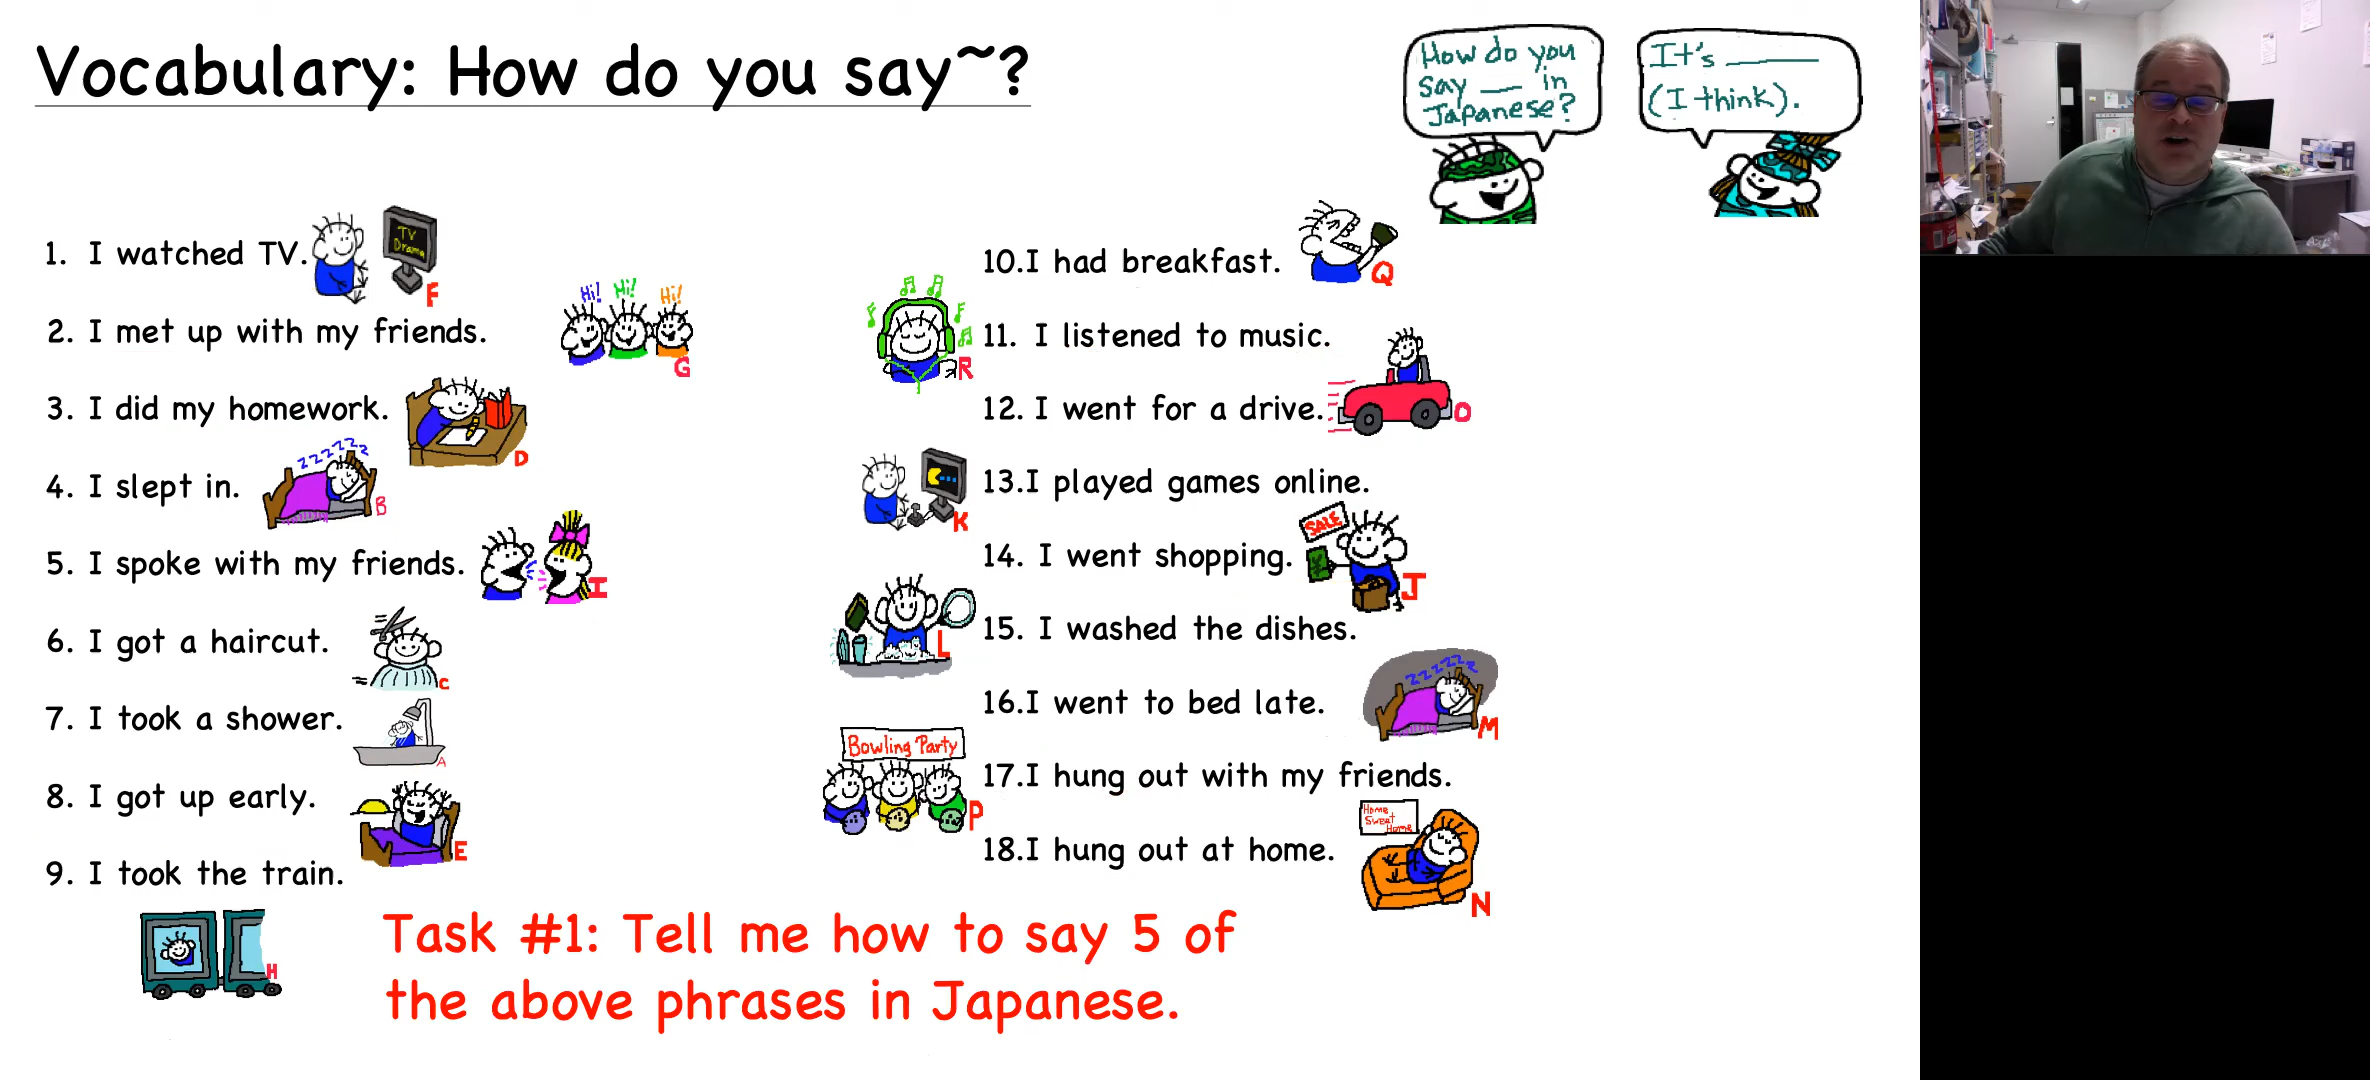 Vocabulary: How do you say~?
How do you
say ___ in
Japanese?
It's ______
(I think).
1. I watched TV.
TV
Drama
F
2. I met up with my friends.
Hi! Hi! Hi!
G
3. I did my homework.
D
4. I slept in.
zzzzzz
B
5. I spoke with my friends.
I
6. I got a haircut.
C
7. I took a shower.
A
8. I got up early.
E
9. I took the train.
H
10.I had breakfast.
Q
11. I listened to music.
R
12. I went for a drive.
O
13.I played games online.
K
14. I went shopping.
SALE
J
15. I washed the dishes.
L
16.I went to bed late.
zzzzzz
M
17.I hung out with my friends.
Bowling Party
P
18.I hung out at home.
Home
Sweet
Home
N
Task #1: Tell me how to say 5 of
the above phrases in Japanese.